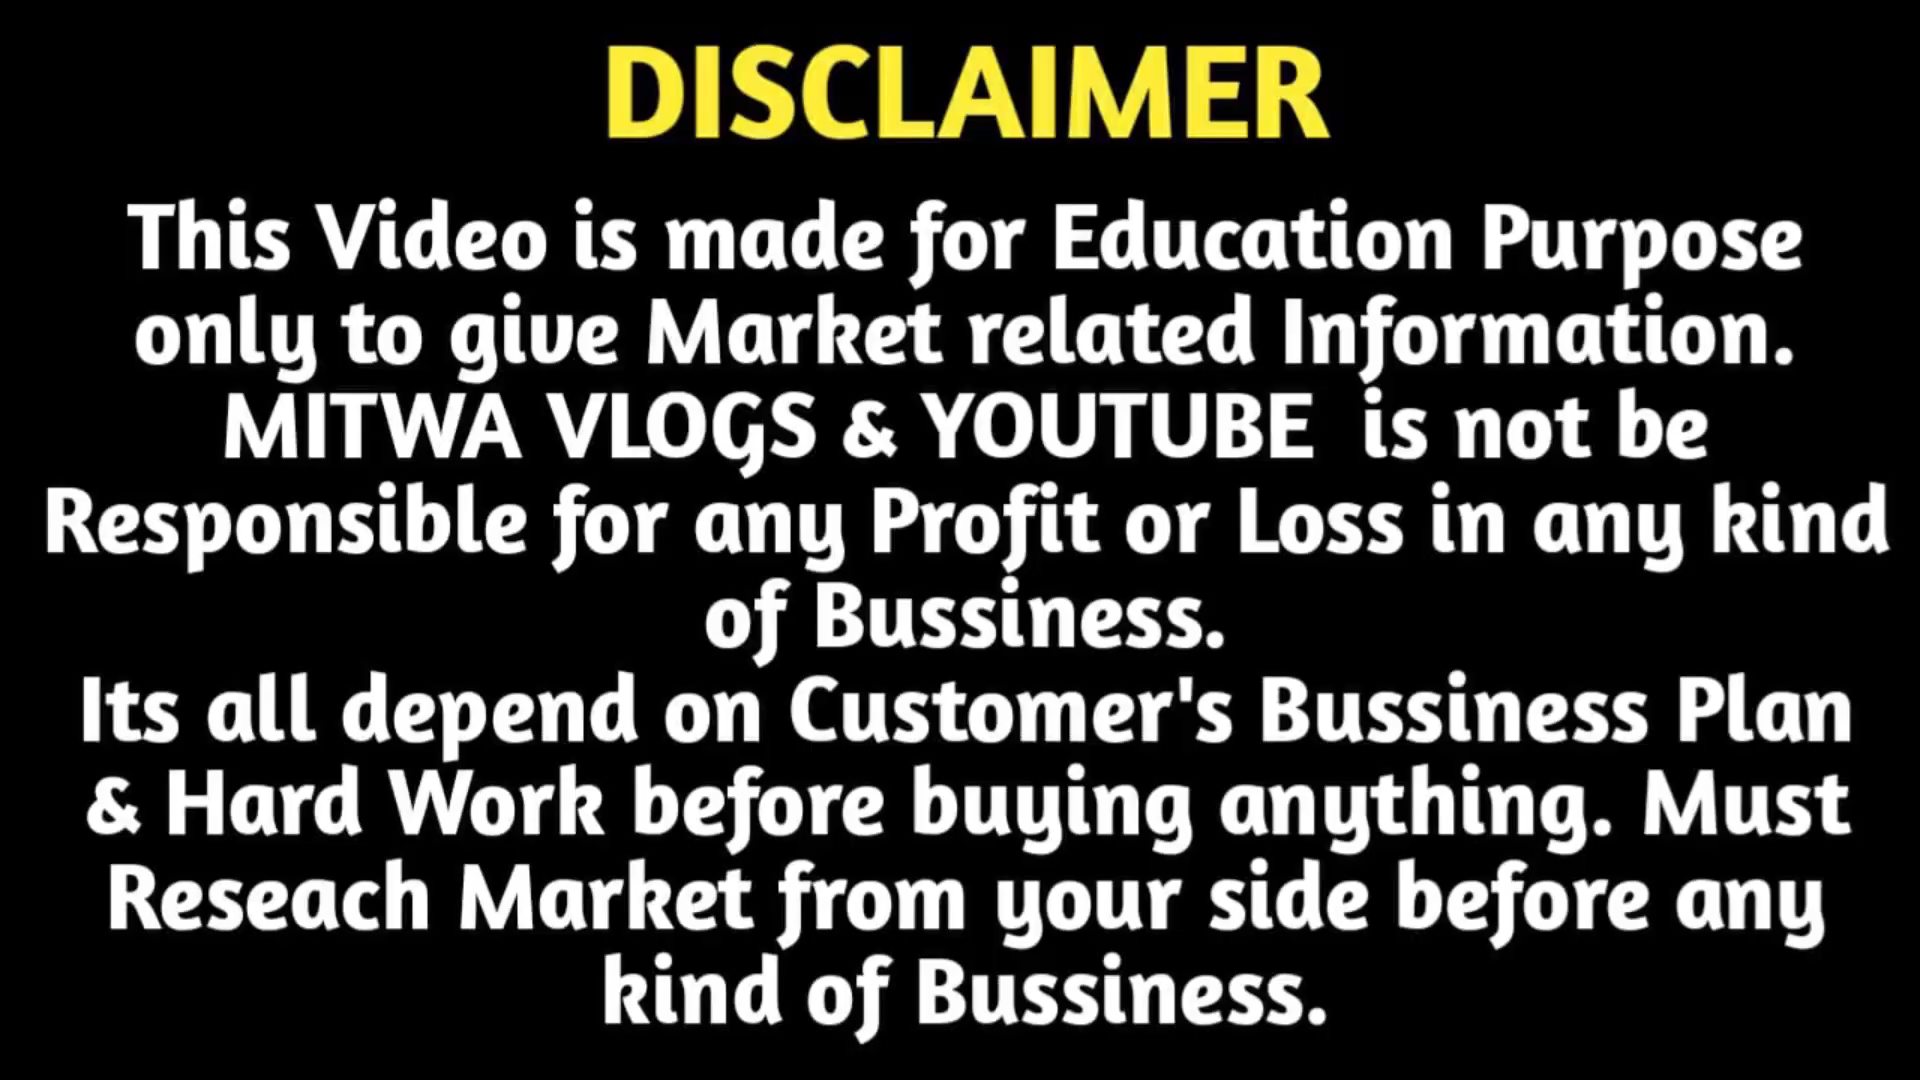 DISCLAIMER
This Video is made for Education Purpose
only to give Market related Information.
MITWA VLOGS & YOUTUBE is not be
Responsible for any Profit or Loss in any kind
of Bussiness.
Its all depend on Customer's Bussiness Plan
& Hard Work before buying anything. Must
Reseach Market from your side before any
kind of Bussiness.